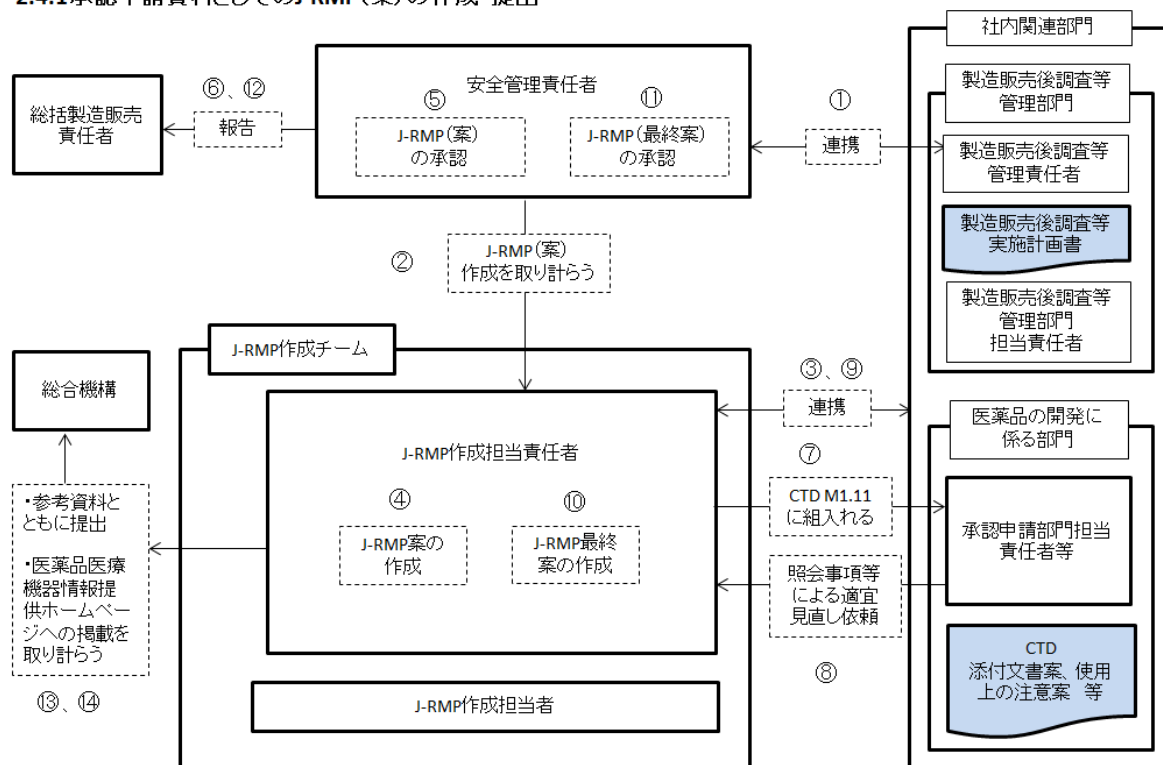 2.4.1承認申請資料としてのJ-RMP（案）の作成・提出
社内関連部門
安全管理責任者
⑤
⑪
J-RMP（案）
の承認
J-RMP（最終案）
の承認
⑥、⑫
報告
総括製造販売
責任者
①
連携
製造販売後調査等
管理部門
製造販売後調査等
管理責任者
製造販売後調査等
実施計画書
製造販売後調査等
管理部門
担当責任者
②
J-RMP（案）
作成を取り計らう
J-RMP作成チーム
総合機構
J-RMP作成担当責任者
④
⑩
J-RMP案の
作成
J-RMP最終
案の作成
③、⑨
連携
⑦
CTD M1.11
に組入れる
照会事項等
による適宜
見直し依頼
⑧
医薬品の開発に
係る部門
承認申請部門担当
責任者等
CTD
添付文書案、使用
上の注意案　等
・参考資料と
ともに提出
・医薬品医療
機器情報提
供ホームペー
ジへの掲載を
取り計らう
⑬、⑭
J-RMP作成担当者